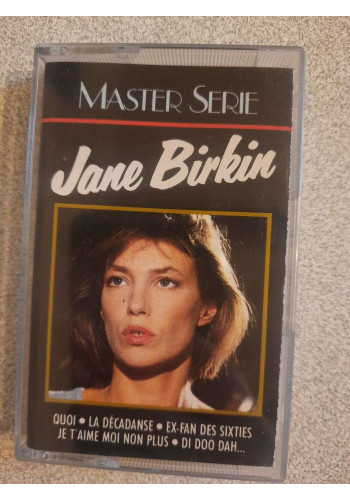 MASTER SERIE
Jane Birkin
QUOI • LA DÉCADANSE • EX-FAN DES SIXTIES
JE T'AIME MOI NON PLUS • DI DOO DAH...